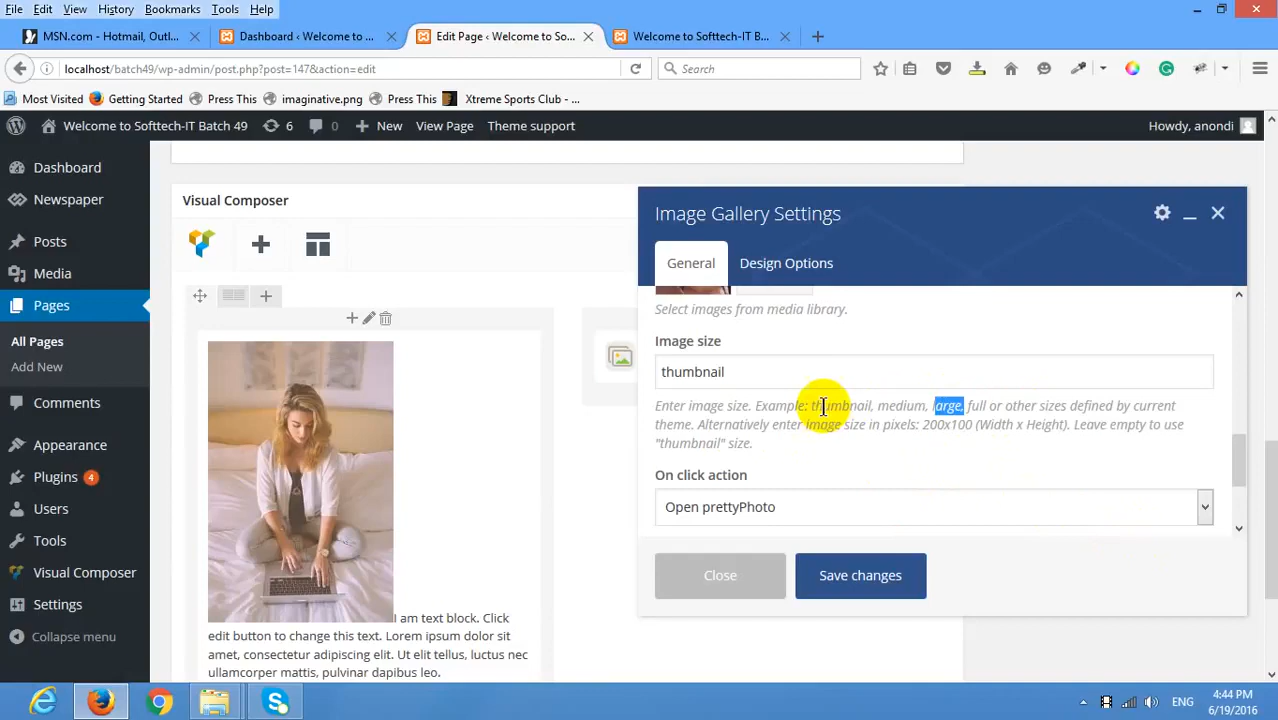 File Edit View History Bookmarks Tools Help
MSN.com - Hotmail, Outl... Dashboard ‹ Welcome to ... Edit Page ‹ Welcome to So... Welcome to Softtech-IT B...
localhost/batch49/wp-admin/post.php?post=147&action=edit Search
Most Visited Getting Started Press This imaginative.png Press This Xtreme Sports Club - ...
Welcome to Softtech-IT Batch 49 6 0 New View Page Theme support Howdy, anondi
Dashboard
Newspaper
Posts
Media
Pages
All Pages
Add New
Comments
Appearance
Plugins 4
Users
Tools
Visual Composer
Settings
Collapse menu
Visual Composer
I am text block. Click
edit button to change this text. Lorem ipsum dolor sit
amet, consectetur adipiscing elit. Ut elit tellus, luctus nec
ullamcorper mattis, pulvinar dapibus leo.
Image Gallery Settings
General Design Options
Select images from media library.
Image size
thumbnail
Enter image size. Example: thumbnail, medium, large, full or other sizes defined by current
theme. Alternatively enter image size in pixels: 200x100 (Width x Height). Leave empty to use
"thumbnail" size.
On click action
Open prettyPhoto
Close Save changes
ENG 4:44 PM
6/19/2016